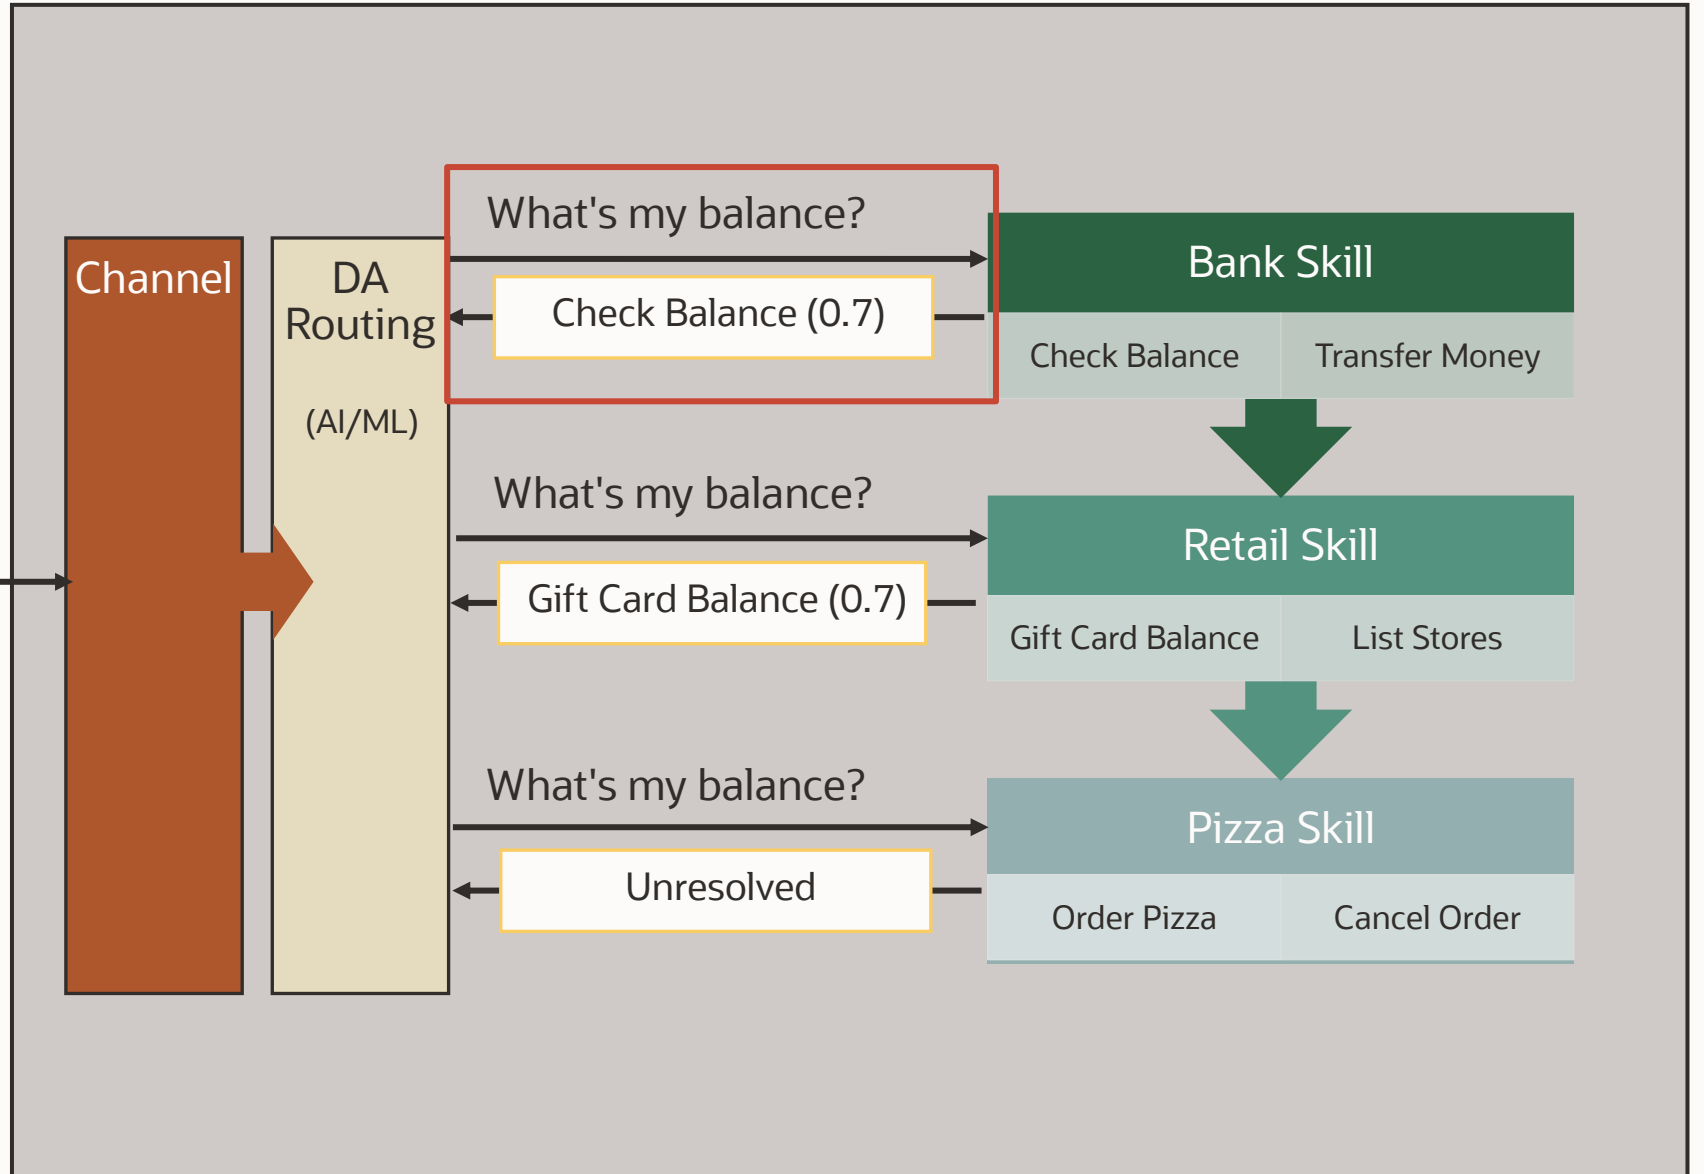 Channel
DA
Routing
(AI/ML)
What's my balance?
Check Balance (0.7)
Bank Skill
Check Balance
Transfer Money
What's my balance?
Gift Card Balance (0.7)
Retail Skill
Gift Card Balance
List Stores
What's my balance?
Unresolved
Pizza Skill
Order Pizza
Cancel Order